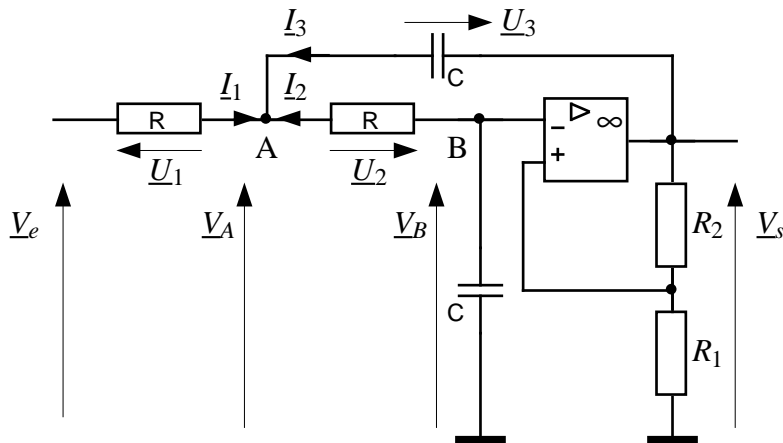 I3 U3
C
I1 I2
R R
A B
- ▷ ∞
+
U1 U2
Ve VA VB R2 Vs
C
R1